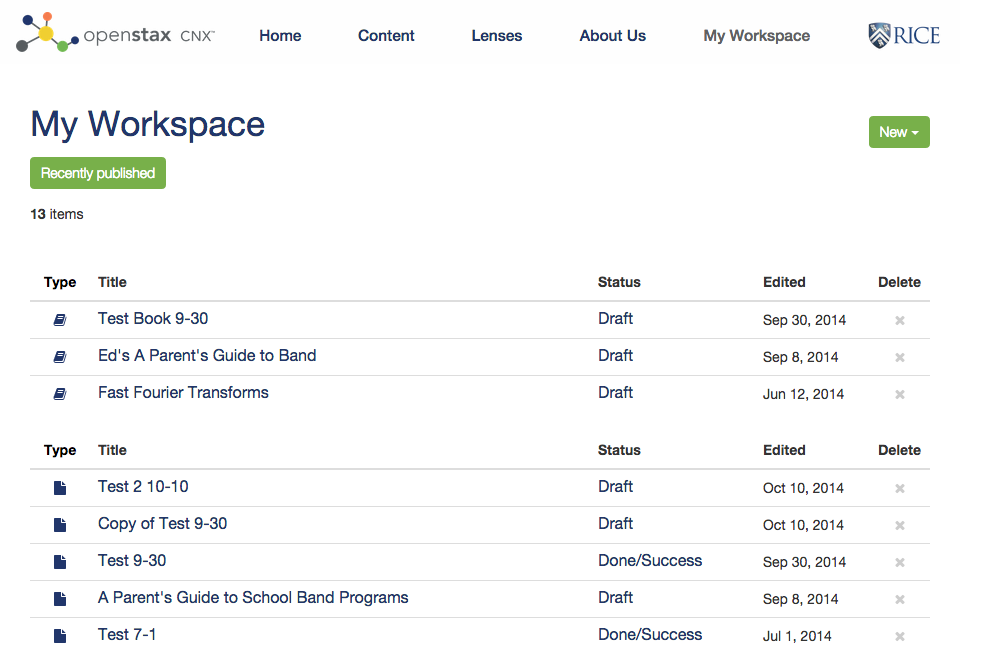 openstax CNX™ Home Content Lenses About Us My Workspace RICE
My Workspace
New
Recently published
13 items
Type Title Status Edited Delete
Test Book 9-30 Draft Sep 30, 2014
Ed's A Parent's Guide to Band Draft Sep 8, 2014
Fast Fourier Transforms Draft Jun 12, 2014
Type Title Status Edited Delete
Test 2 10-10 Draft Oct 10, 2014
Copy of Test 9-30 Draft Oct 10, 2014
Test 9-30 Done/Success Sep 30, 2014
A Parent's Guide to School Band Programs Draft Sep 8, 2014
Test 7-1 Done/Success Jul 1, 2014